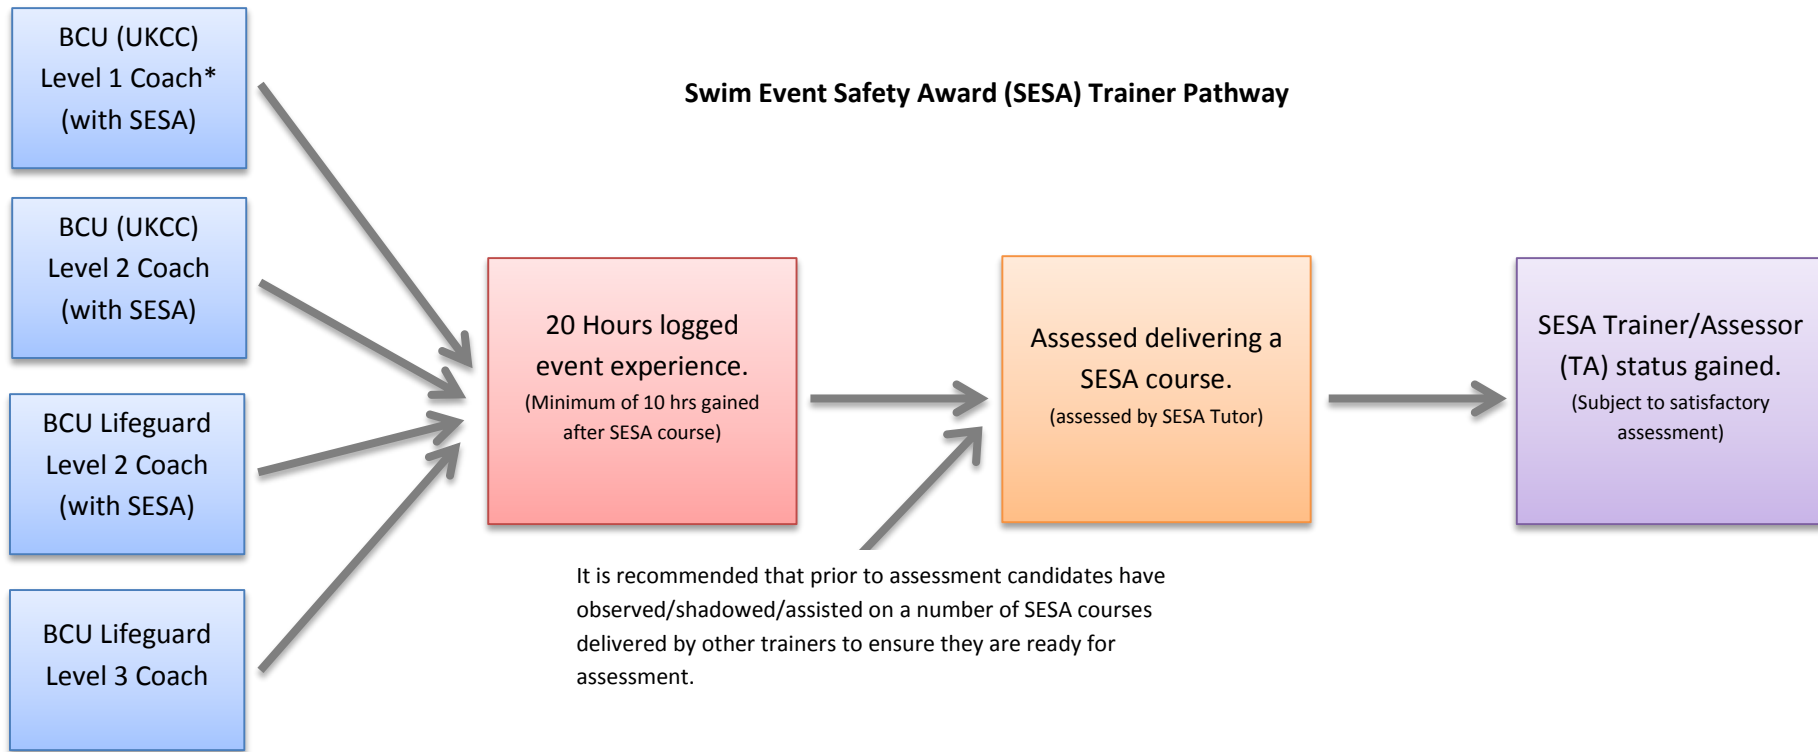 Swim Event Safety Award (SESA) Trainer Pathway
BCU (UKCC)
Level 1 Coach*
(with SESA)
BCU (UKCC)
Level 2 Coach
(with SESA)
BCU Lifeguard
Level 2 Coach
(with SESA)
BCU Lifeguard
Level 3 Coach
20 Hours logged
event experience.
(Minimum of 10 hrs gained
after SESA course)
Assessed delivering a
SESA course.
(assessed by SESA Tutor)
SESA Trainer/Assessor
(TA) status gained.
(Subject to satisfactory
assessment)
It is recommended that prior to assessment candidates have
observed/shadowed/assisted on a number of SESA courses
delivered by other trainers to ensure they are ready for
assessment.